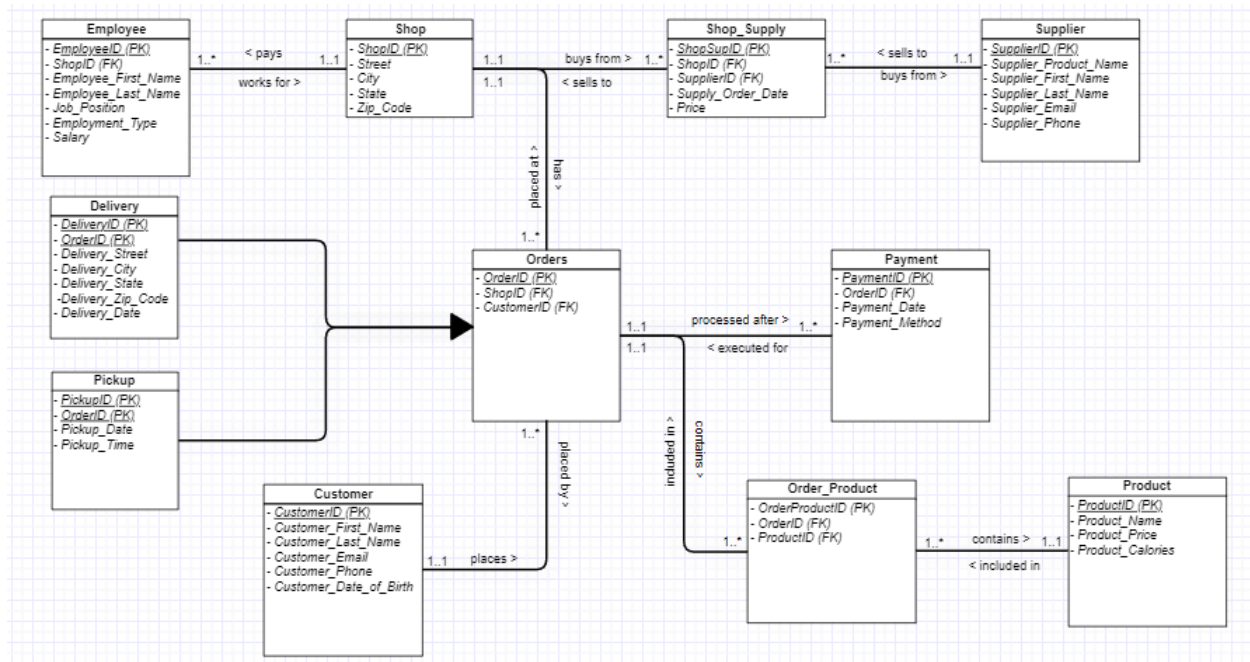 Employee
- EmployeeID (PK)
- ShopID (FK)
- Employee_First_Name
- Employee_Last_Name
- Job_Position
- Employment_Type
- Salary
1..*
< pays
works for >
1..1
Shop
- ShopID (PK)
- Street
- City
- State
- Zip_Code
1..1
1..1
buys from >
< sells to
1..*
Shop_Supply
- ShopSupID (PK)
- ShopID (FK)
- SupplierID (FK)
- Supply_Order_Date
- Price
1..*
< sells to
buys from >
1..1
Supplier
- SupplierID (PK)
- Supplier_Product_Name
- Supplier_First_Name
- Supplier_Last_Name
- Supplier_Email
- Supplier_Phone
placed at >
has >
1..*
Delivery
- DeliveryID (PK)
- OrderID (PK)
- Delivery_Street
- Delivery_City
- Delivery_State
-Delivery_Zip_Code
- Delivery_Date
Orders
- OrderID (PK)
- ShopID (FK)
- CustomerID (FK)
1..1
1..1
processed after >
< executed for
1..*
Payment
- PaymentID (PK)
- OrderID (FK)
- Payment_Date
- Payment_Method
Pickup
- PickupID (PK)
- OrderID (PK)
- Pickup_Date
- Pickup_Time
1..*
placed by >
included in >
contains >
Customer
- CustomerID (PK)
- Customer_First_Name
- Customer_Last_Name
- Customer_Email
- Customer_Phone
- Customer_Date_of_Birth
1..1
places >
1..*
Order_Product
- OrderProductID (PK)
- OrderID (FK)
- ProductID (FK)
1..*
contains >
< included in
1..1
Product
- ProductID (PK)
- Product_Name
- Product_Price
- Product_Calories